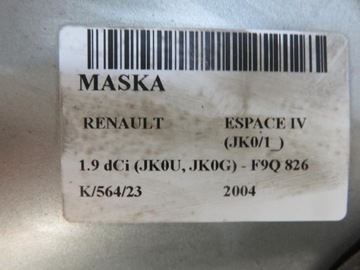 MASKA
RENAULT ESPACE IV
(JK0/1_)
1.9 dCi (JK0U, JK0G) - F9Q 826
K/564/23 2004